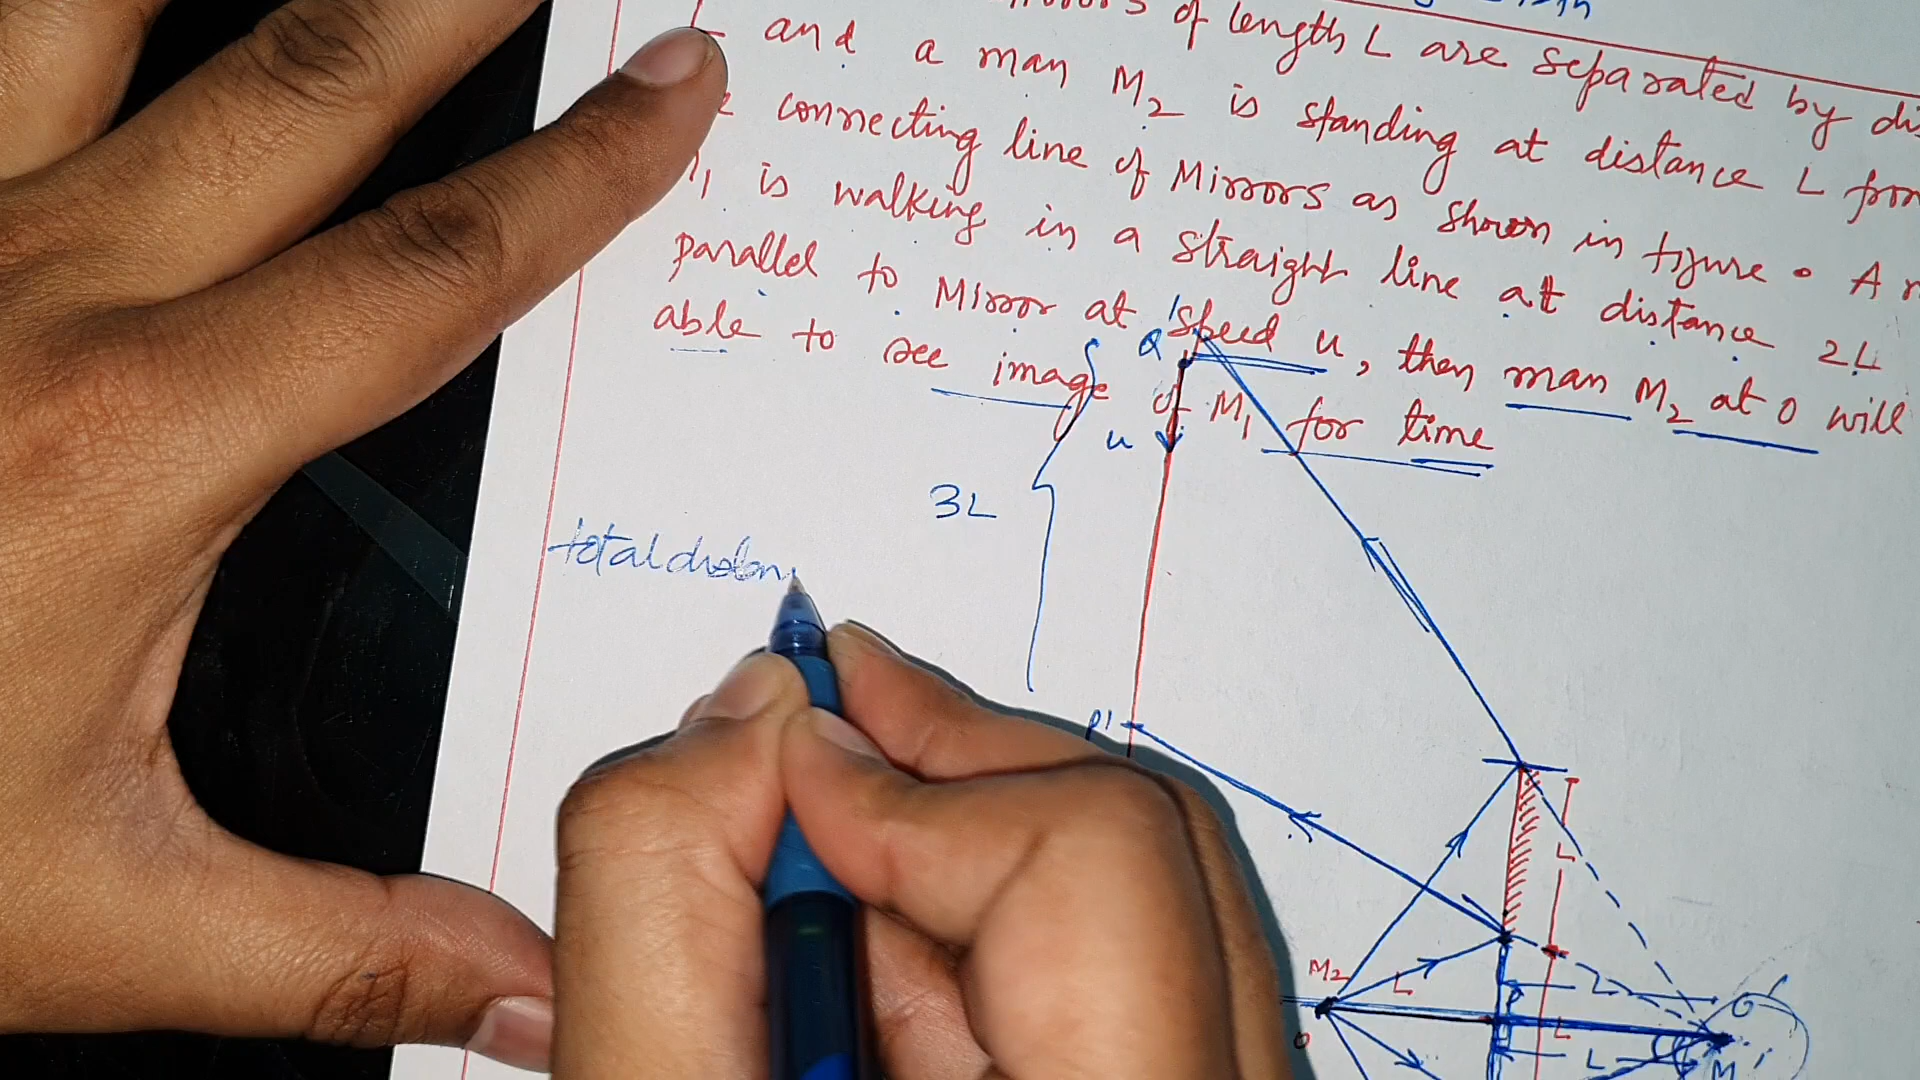 of length L are separated by
and a man M2 is standing at distance L from
connecting line of Mirrors as shown in figure. A
is walking in a straight line at distance 2L
parallel to Mirror at speed u, then man M2 at O will
able to see image of M1 for time
Q
u
3L
total
P'
L
M2
L
L
P
O'
O
L
L
M